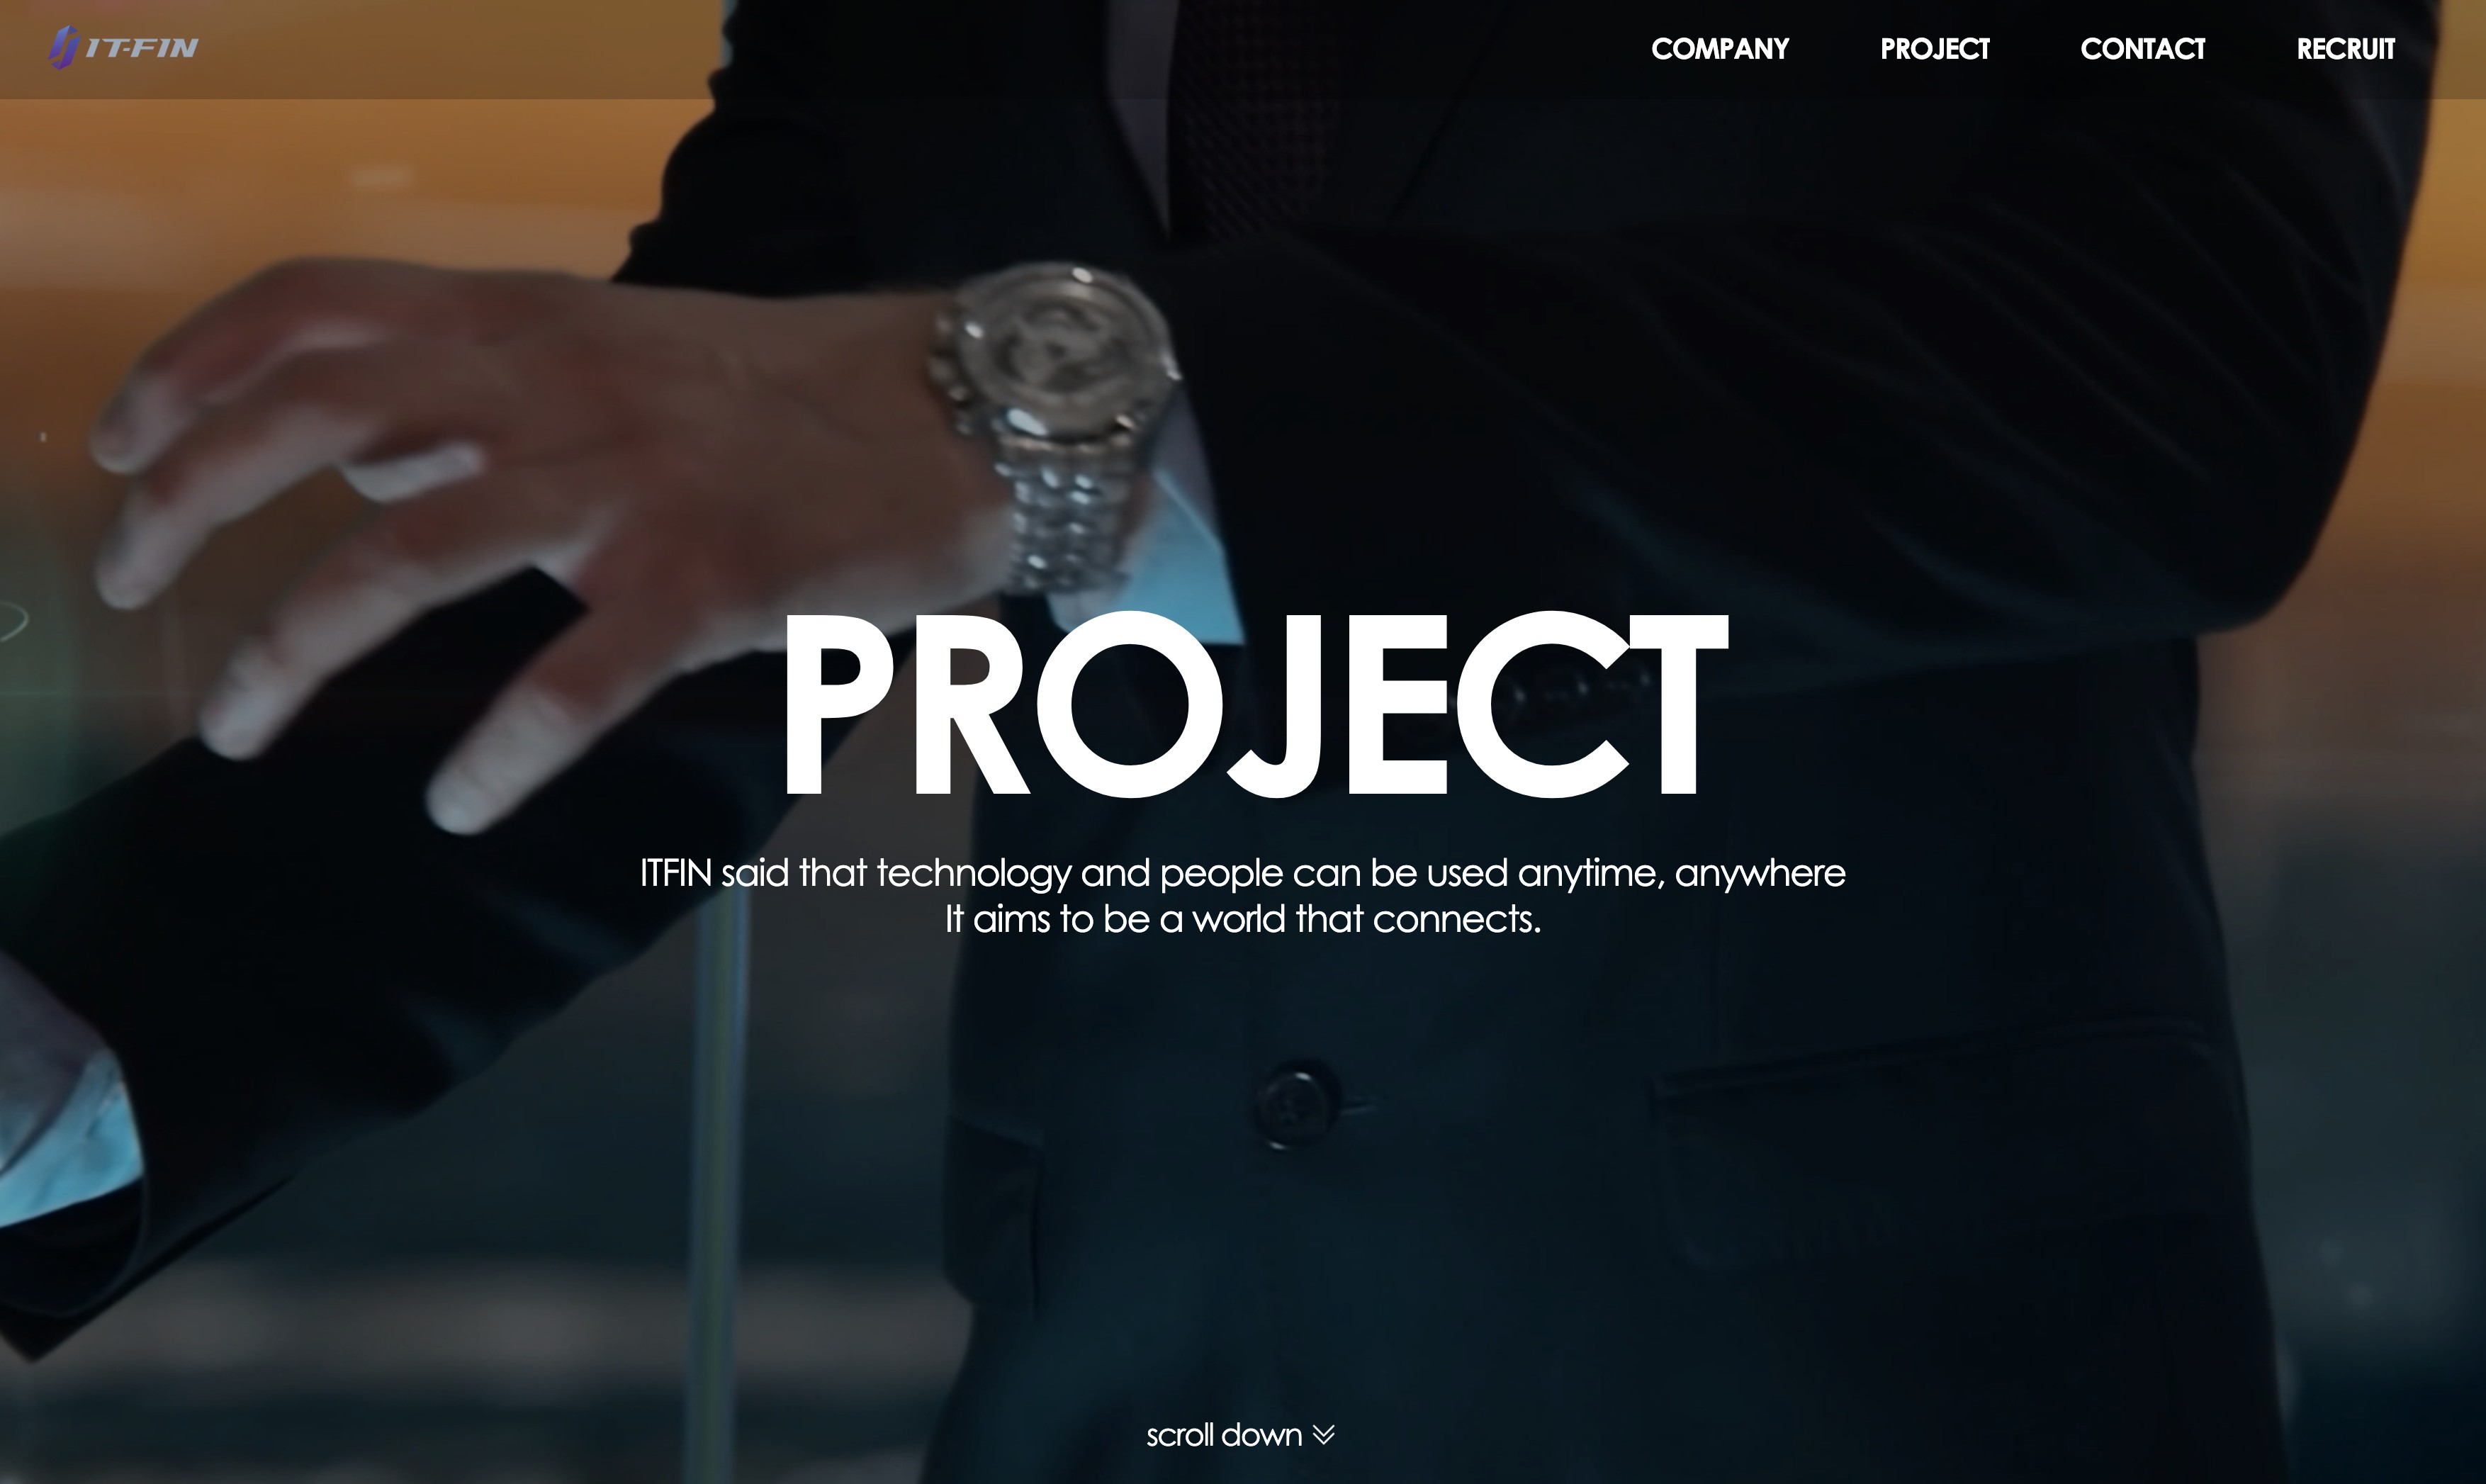 IT-FIN
COMPANY PROJECT CONTACT RECRUIT
PROJECT
ITFIN said that technology and people can be used anytime, anywhere
It aims to be a world that connects.
scroll down